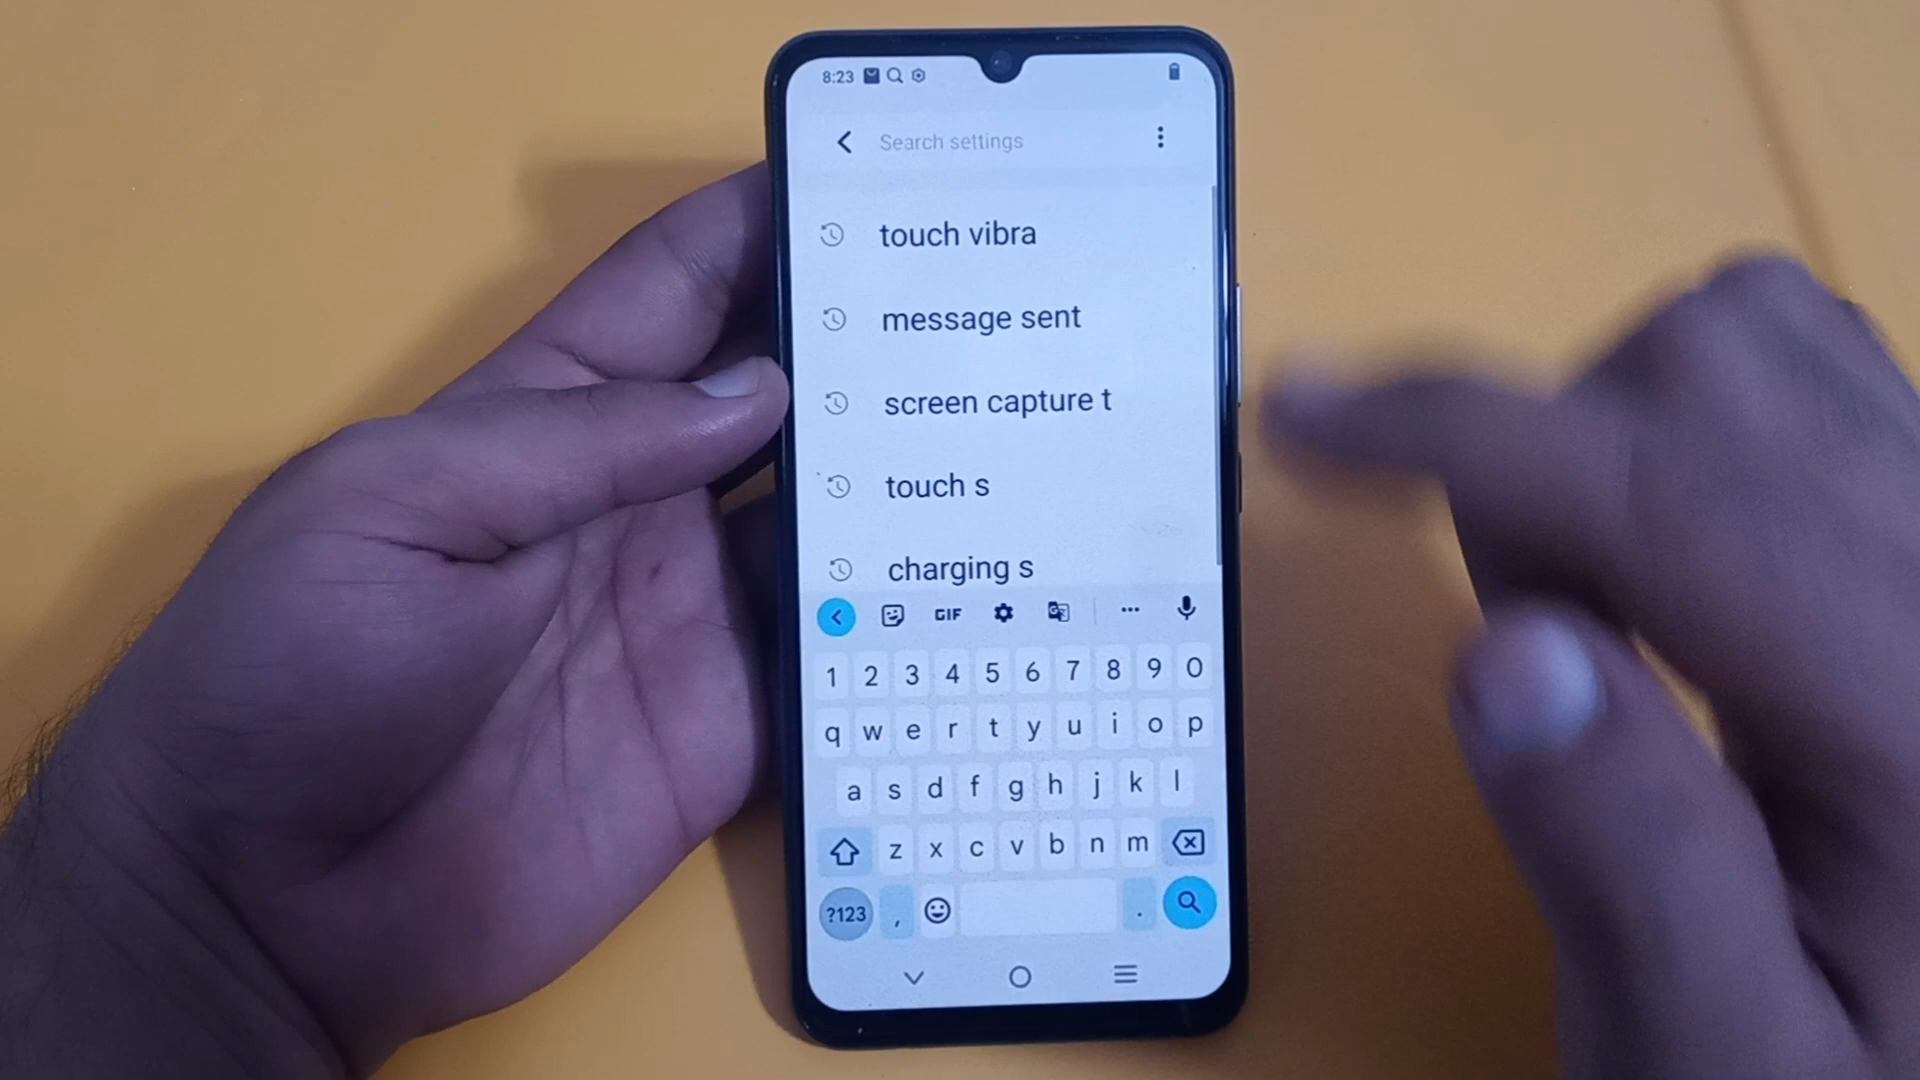 8:23
Search settings
touch vibra
message sent
screen capture t
touch s
charging s
GIF
1 2 3 4 5 6 7 8 9 0
q w e r t y u i o p
a s d f g h j k l
z x c v b n m
?123 , .